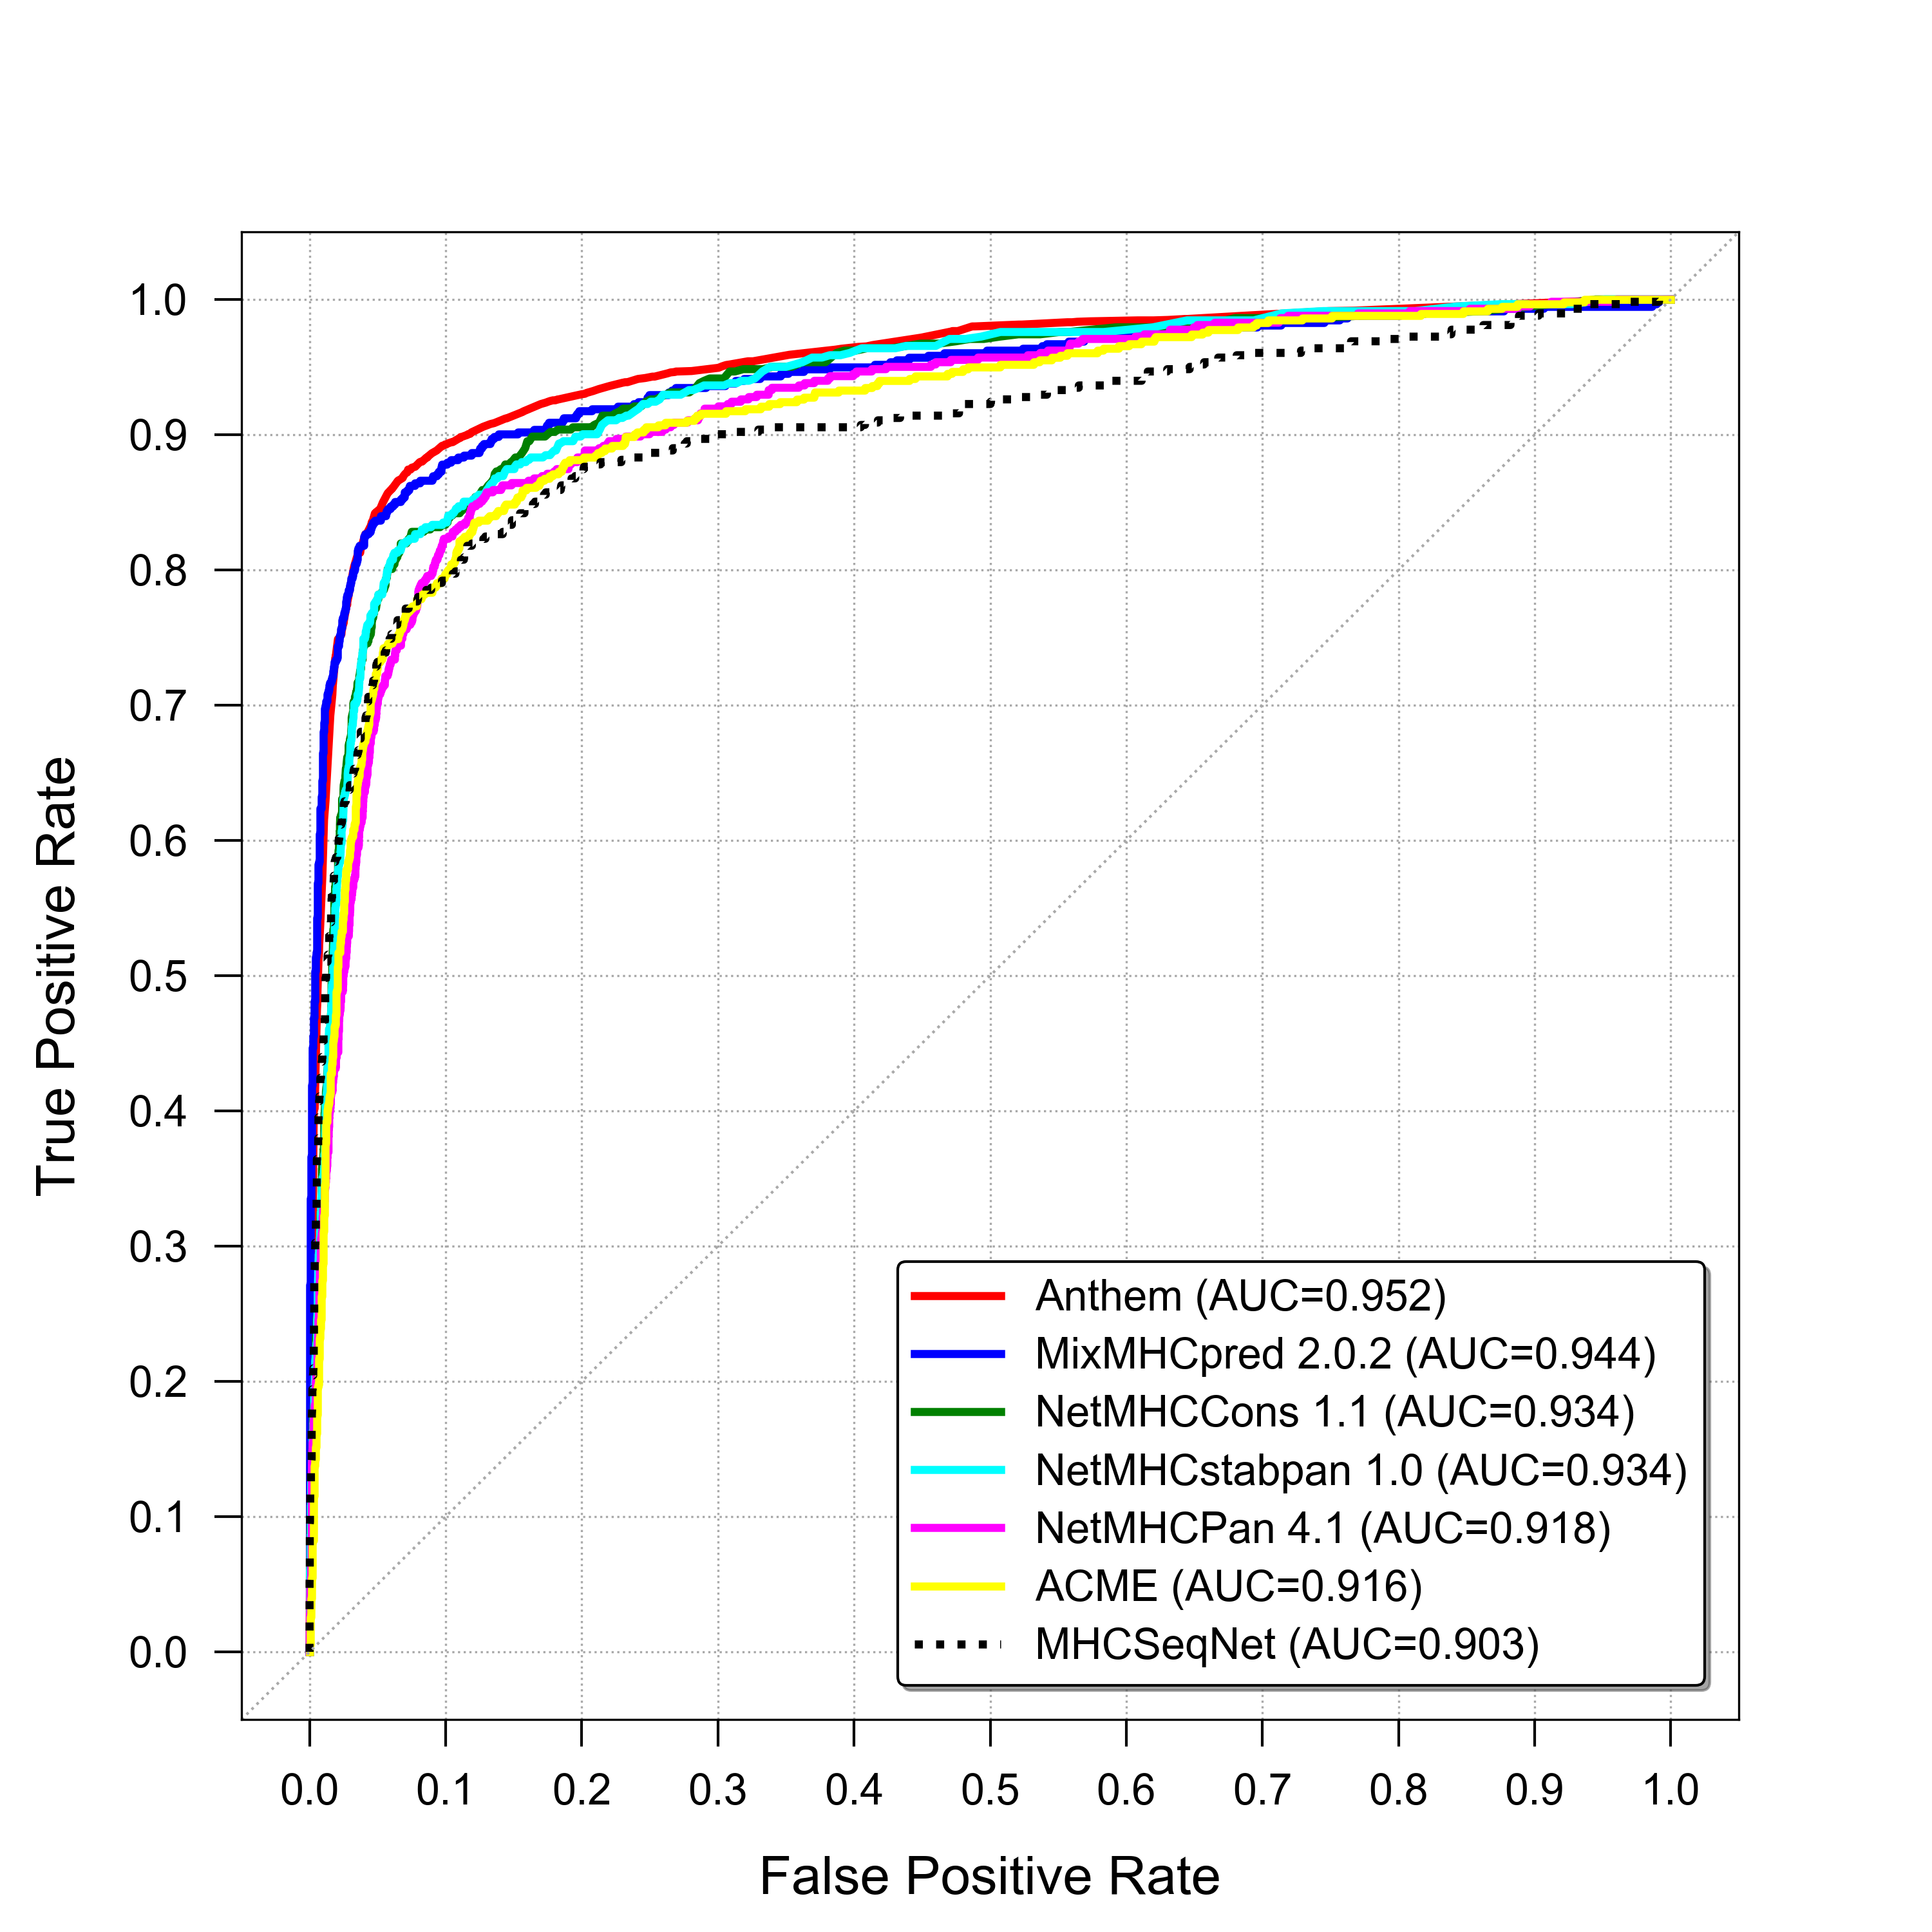 1.0
0.9
0.8
0.7
0.6
0.5
0.4
0.3
0.2
0.1
0.0
True Positive Rate
Anthem (AUC=0.952)
MixMHCpred 2.0.2 (AUC=0.944)
NetMHCCons 1.1 (AUC=0.934)
NetMHCstabpan 1.0 (AUC=0.934)
NetMHCPan 4.1 (AUC=0.918)
ACME (AUC=0.916)
MHCSeqNet (AUC=0.903)
0.0 0.1 0.2 0.3 0.4 0.5 0.6 0.7 0.8 0.9 1.0
False Positive Rate